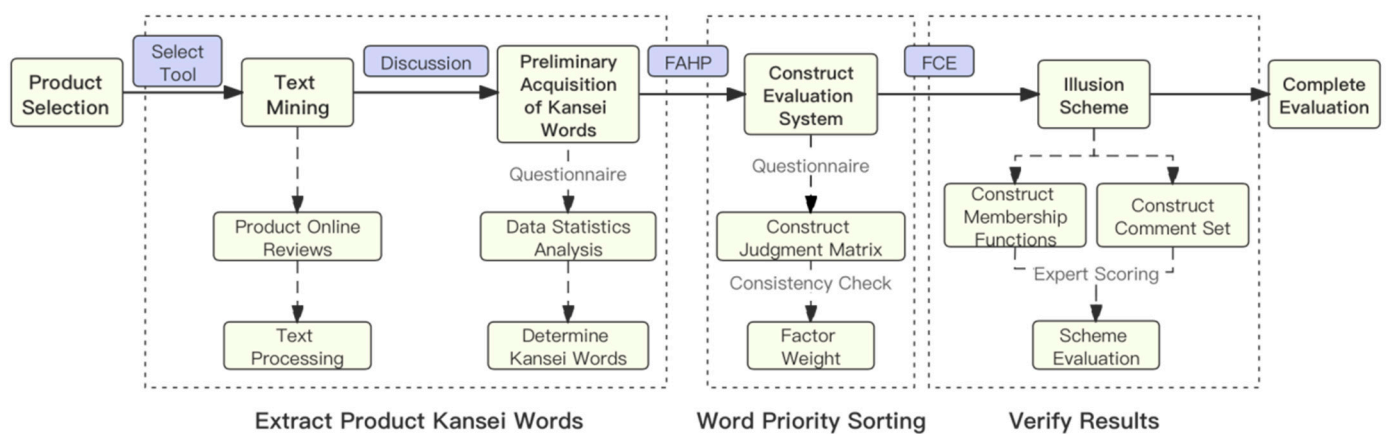 Product
Selection
Select
Tool
Text
Mining
Discussion
Preliminary
Acquisition
of Kansei
Words
FAHP
Construct
Evaluation
System
FCE
Illusion
Scheme
Complete
Evaluation
Questionnaire
Questionnaire
Product Online
Reviews
Data Statistics
Analysis
Construct
Judgment Matrix
Construct
Membership
Functions
Construct
Comment Set
Consistency Check
Expert Scoring
Text
Processing
Determine
Kansei Words
Factor
Weight
Scheme
Evaluation
Extract Product Kansei Words
Word Priority Sorting
Verify Results